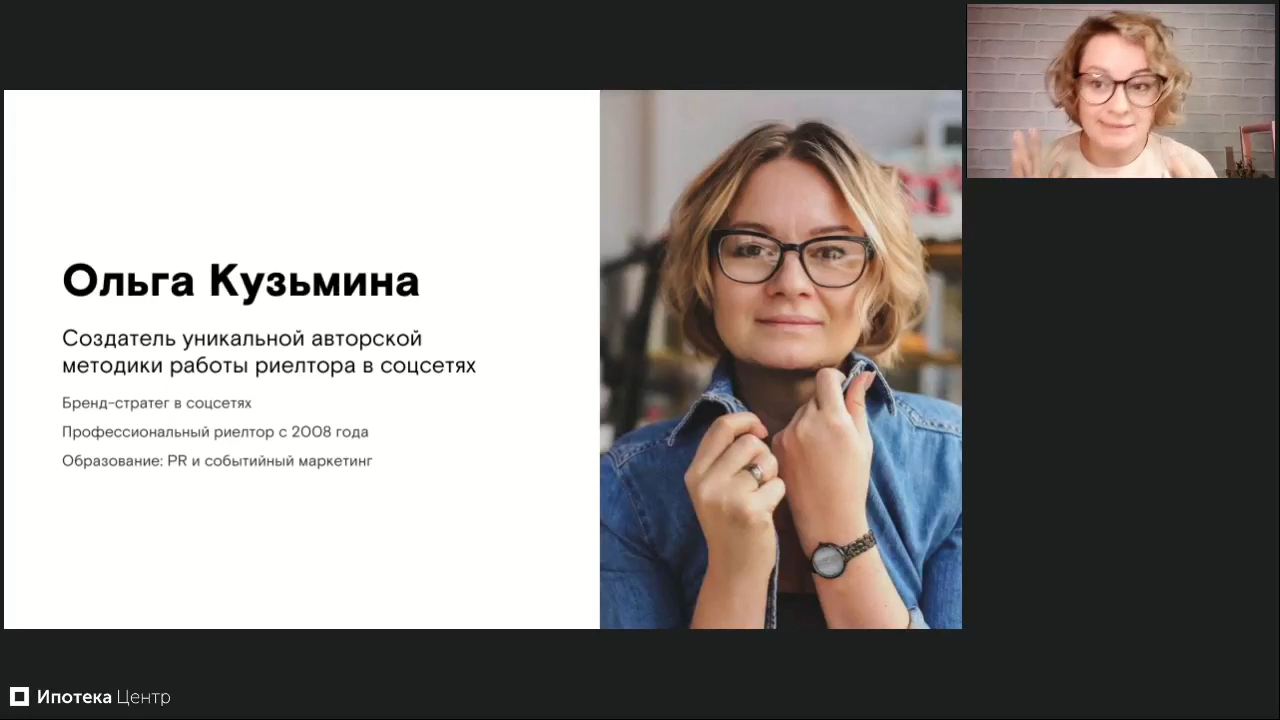 Ольга Кузьмина
Создатель уникальной авторской
методики работы риелтора в соцсетях
Бренд-стратег в соцсетях
Профессиональный риелтор с 2008 года
Образование: PR и событийный маркетинг
Ипотека Центр